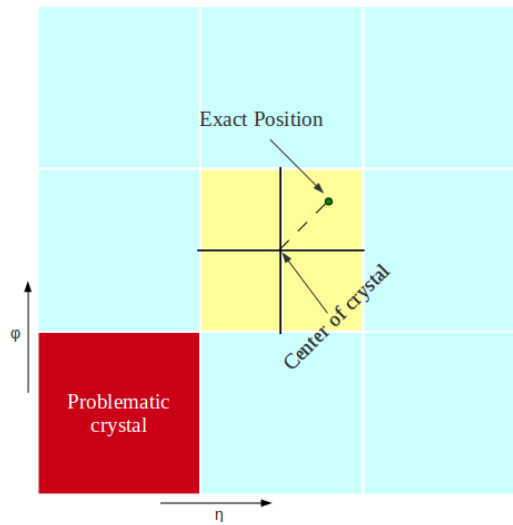 Exact Position
Center of crystal
φ
Problematic
crystal
η